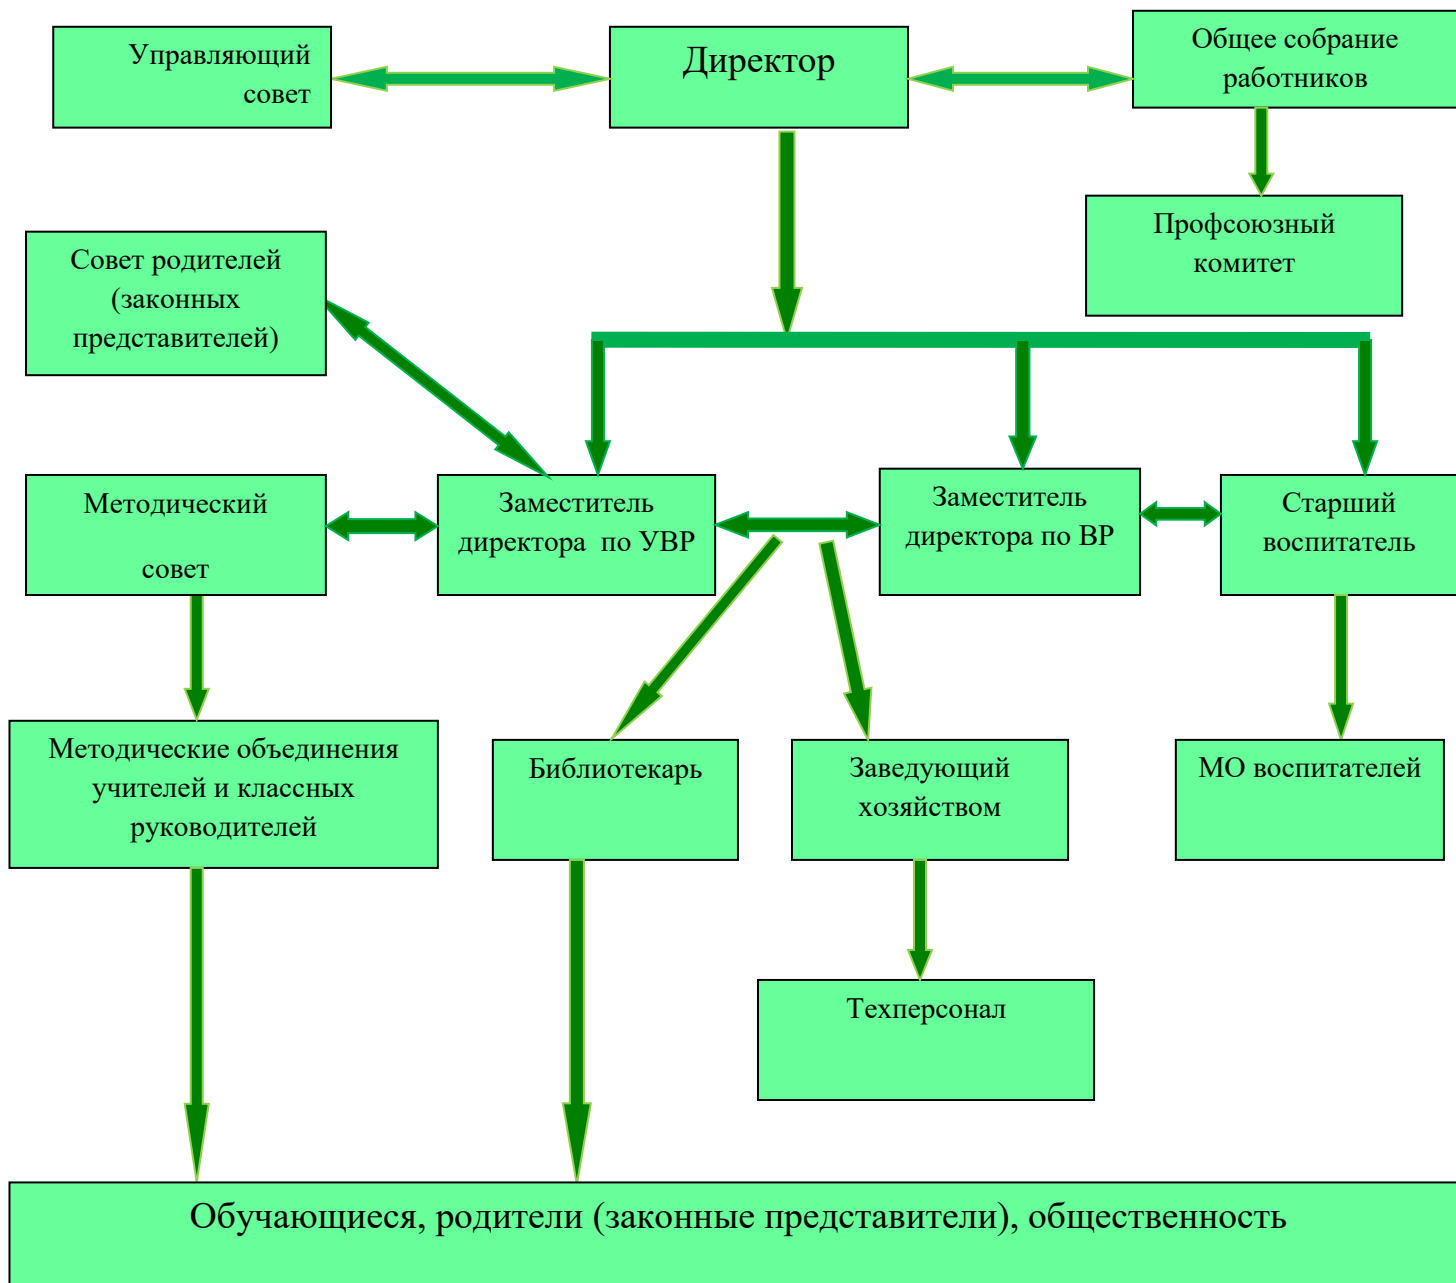 Управляющий
совет
Директор
Общее собрание
работников
Профсоюзный
комитет
Совет родителей
(законных
представителей)
Методический
совет
Заместитель
директора  по УВР
Заместитель
директора по ВР
Старший
воспитатель
Методические объединения
учителей и классных
руководителей
Библиотекарь
Заведующий
хозяйством
МО воспитателей
Техперсонал
Обучающиеся, родители (законные представители), общественность